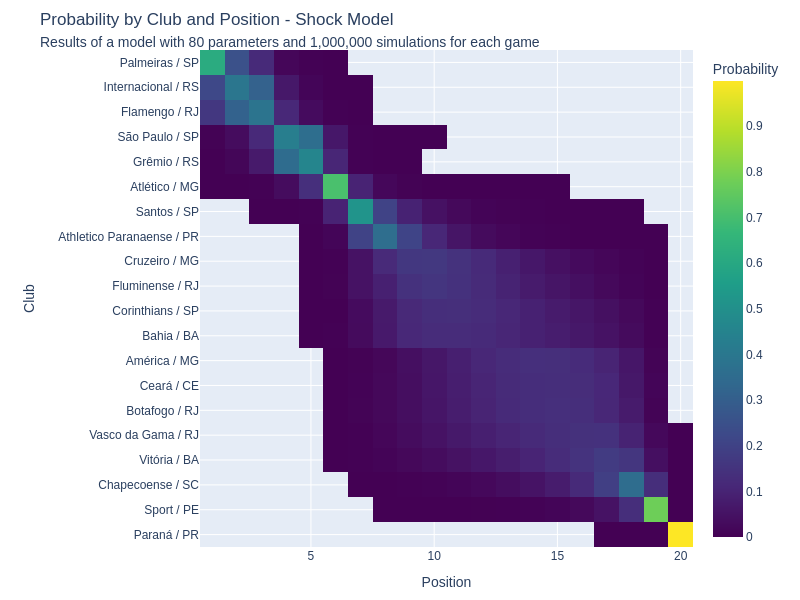 Probability by Club and Position - Shock Model
Results of a model with 80 parameters and 1,000,000 simulations for each game
Probability
Palmeiras / SP
Internacional / RS
Flamengo / RJ
São Paulo / SP
Grêmio / RS
Atlético / MG
Santos / SP
Athletico Paranaense / PR
Cruzeiro / MG
Fluminense / RJ
Corinthians / SP
Bahia / BA
América / MG
Ceará / CE
Botafogo / RJ
Vasco da Gama / RJ
Vitória / BA
Chapecoense / SC
Sport / PE
Paraná / PR
Club
5
10
15
20
Position
0.9
0.8
0.7
0.6
0.5
0.4
0.3
0.2
0.1
0